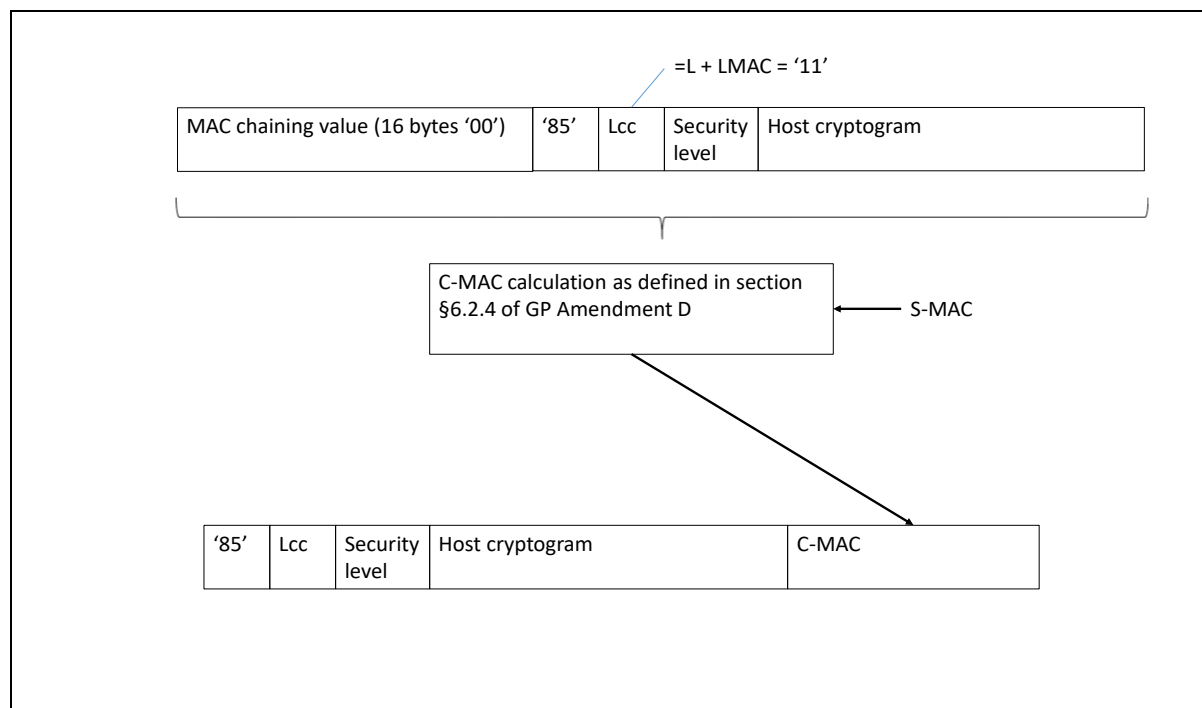 =L + LMAC = ‘11’
MAC chaining value (16 bytes ‘00’) ‘85’ Lcc Security Host cryptogram
level
C-MAC calculation as defined in section
§6.2.4 of GP Amendment D
S-MAC
‘85’ Lcc Security Host cryptogram C-MAC
level